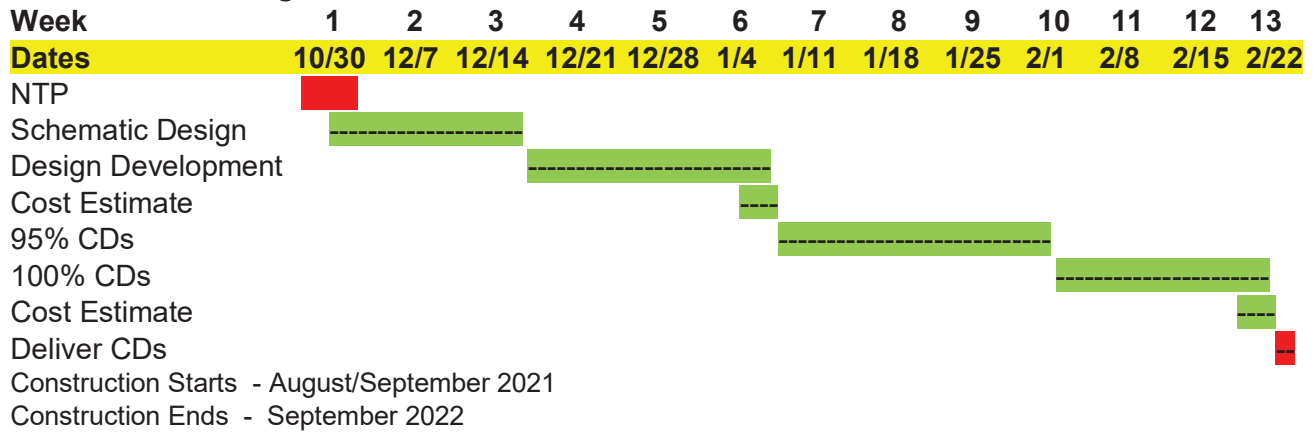 Week 1 2 3 4 5 6 7 8 9 10 11 12 13
Dates 10/30 12/7 12/14 12/21 12/28 1/4 1/11 1/18 1/25 2/1 2/8 2/15 2/22
NTP
Schematic Design
Design Development
Cost Estimate
95% CDs
100% CDs
Cost Estimate
Deliver CDs
Construction Starts - August/September 2021
Construction Ends - September 2022